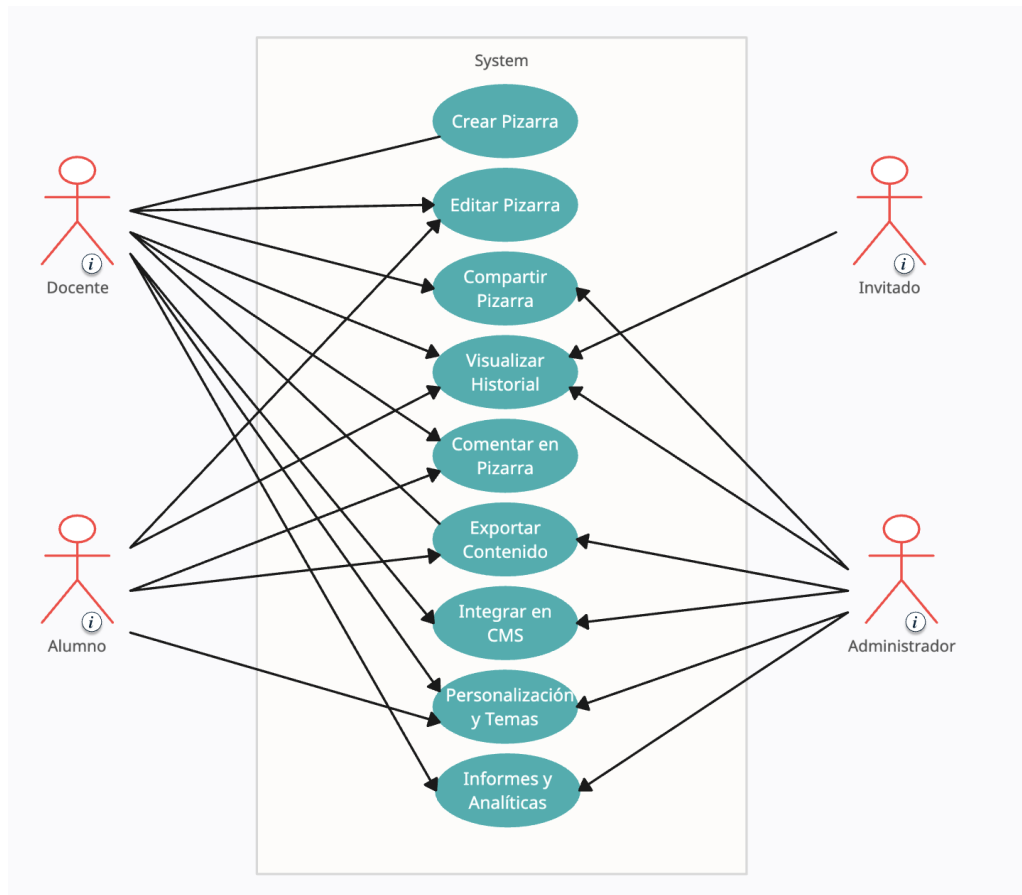 System
Crear Pizarra
Editar Pizarra
Compartir
Pizarra
Visualizar
Historial
Comentar en
Pizarra
Exportar
Contenido
Integrar en
CMS
Personalización
y Temas
Informes y
Analíticas
i
Docente
i
Alumno
i
Invitado
i
Administrador